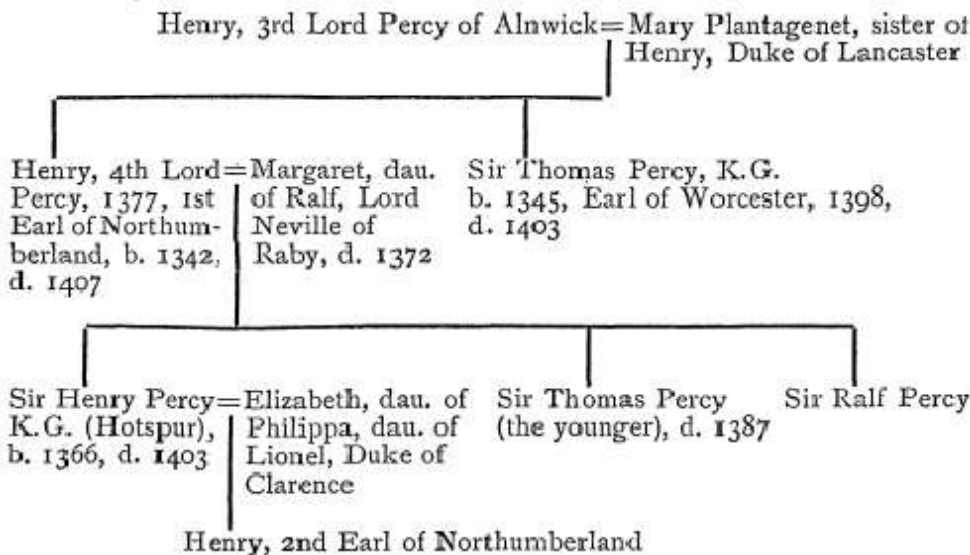 Henry, 3rd Lord Percy of Alnwick=Mary Plantagenet, sister of
Henry, Duke of Lancaster
Henry, 4th Lord=Margaret, dau.
Percy, 1377, 1st of Ralf, Lord
Earl of Northum- Neville of
berland, b. 1342, Raby, d. 1372
d. 1407
Sir Thomas Percy, K.G.
b. 1345, Earl of Worcester, 1398,
d. 1403
Sir Henry Percy=Elizabeth, dau. of
K.G. (Hotspur), Philippa, dau. of
b. 1366, d. 1403 Lionel, Duke of
Clarence
Sir Thomas Percy
(the younger), d. 1387
Sir Ralf Percy
Henry, 2nd Earl of Northumberland